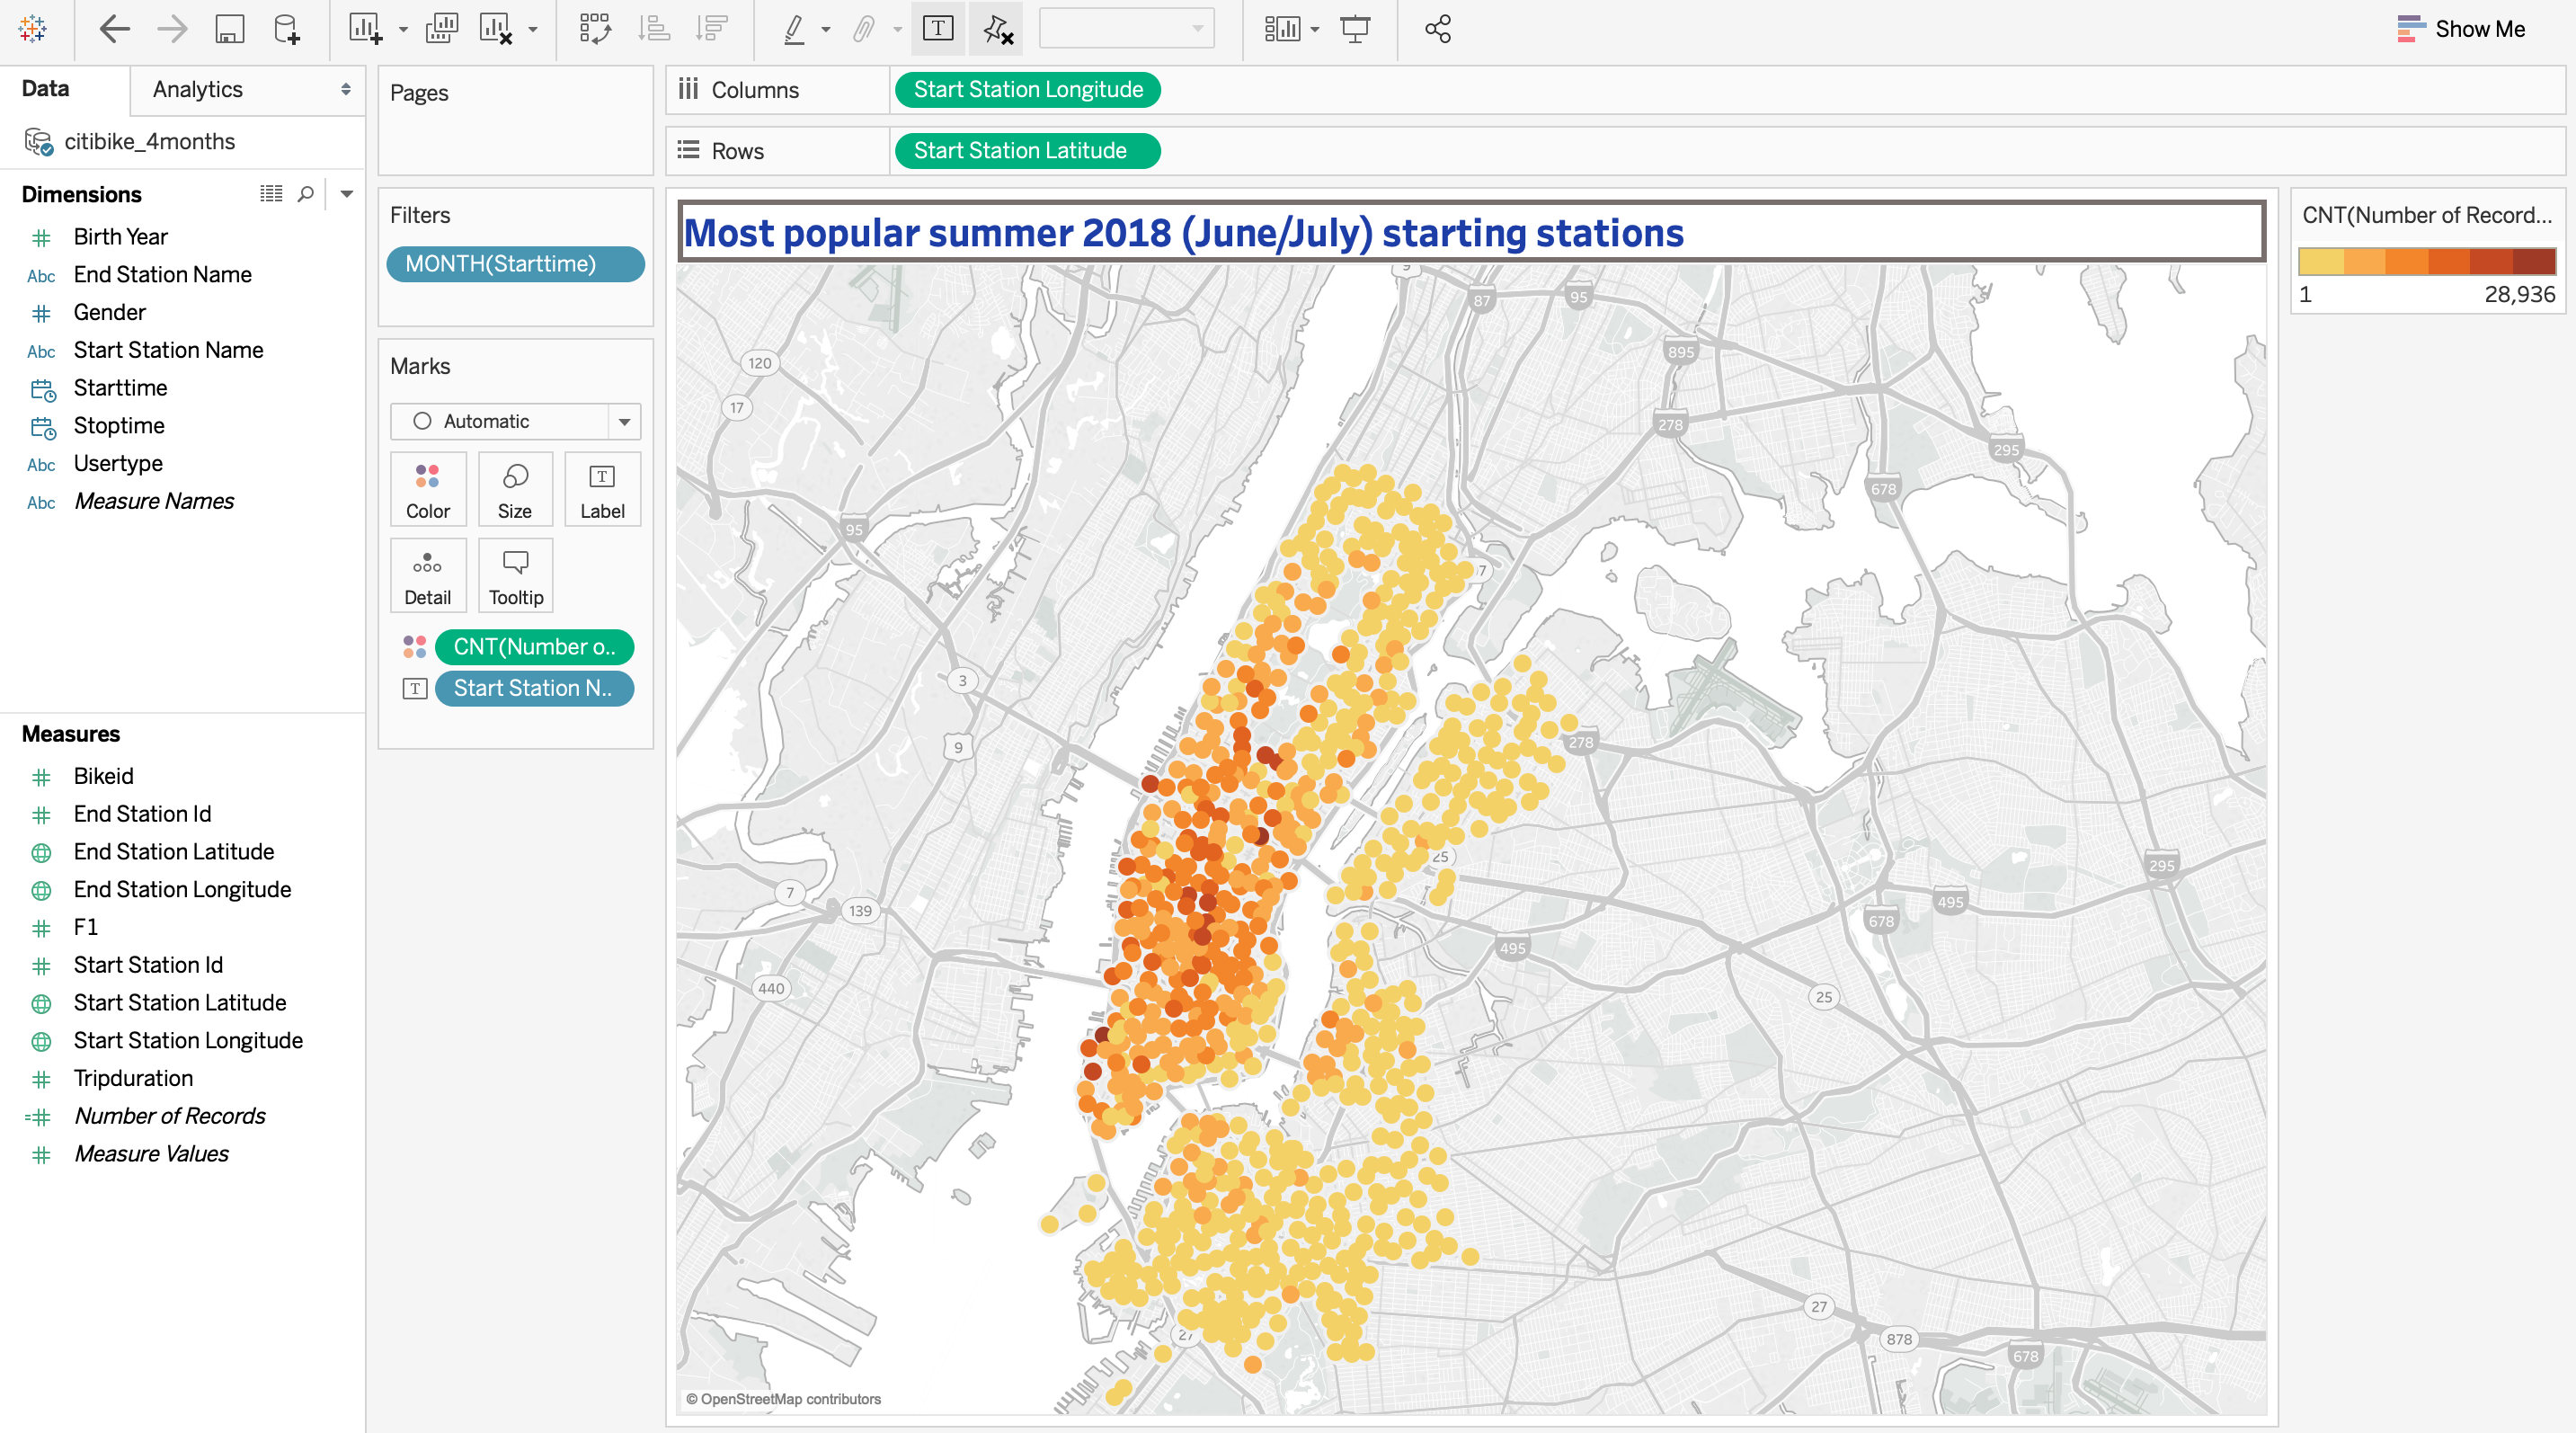 Show Me
Data
Analytics
citibike_4months
Dimensions
Birth Year
Abc End Station Name
Gender
Abc Start Station Name
Starttime
Stoptime
Abc Usertype
Abc Measure Names
Measures
Bikeid
End Station Id
End Station Latitude
End Station Longitude
F1
Start Station Id
Start Station Latitude
Start Station Longitude
Tripduration
Number of Records
Measure Values
Pages
Filters
MONTH(Starttime)
Marks
Automatic
Color
Size
Label
Detail
Tooltip
CNT(Number o..
Start Station N..
Columns
Start Station Longitude
Rows
Start Station Latitude
Most popular summer 2018 (June/July) starting stations
9
87
95
120
895
17
278
295
678
95
7
3
9
278
25
295
7
139
495
678
495
440
25
27
27
878
678
© OpenStreetMap contributors
CNT(Number of Record...
1
28,936